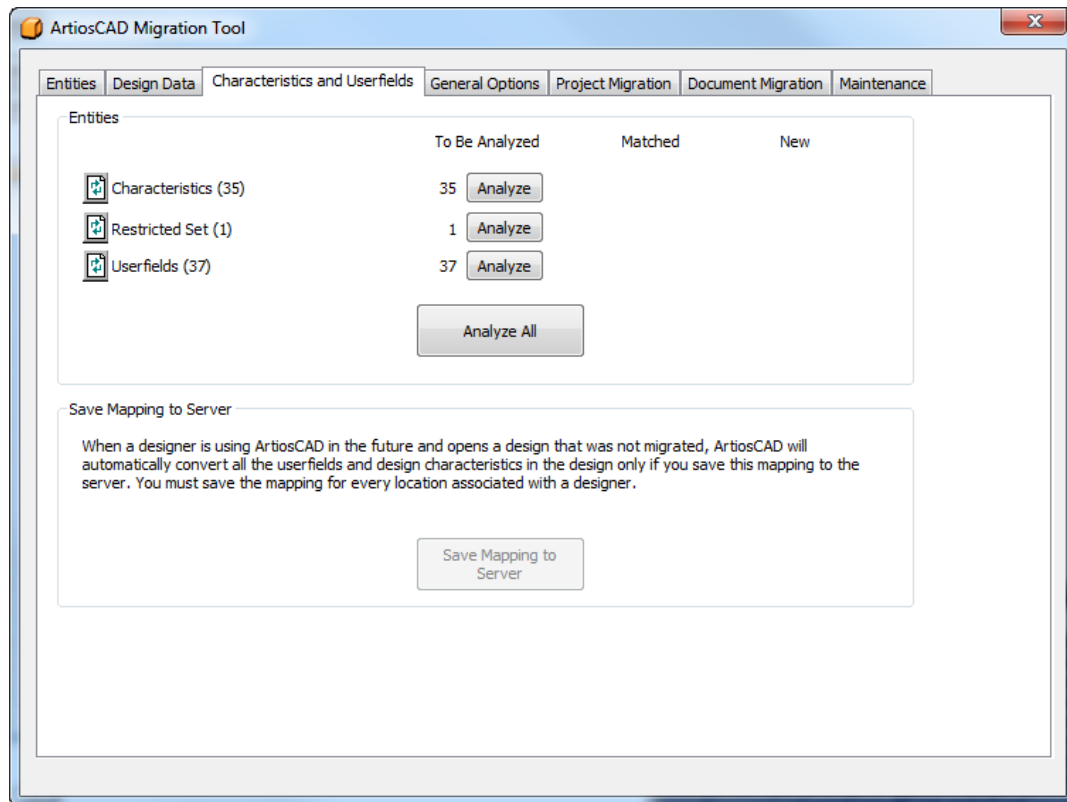 ArtiosCAD Migration Tool
Entities Design Data Characteristics and Userfields General Options Project Migration Document Migration Maintenance
Entities
To Be Analyzed Matched New
Characteristics (35) 35 Analyze
Restricted Set (1) 1 Analyze
Userfields (37) 37 Analyze
Analyze All
Save Mapping to Server
When a designer is using ArtiosCAD in the future and opens a design that was not migrated, ArtiosCAD will
automatically convert all the userfields and design characteristics in the design only if you save this mapping to the
server. You must save the mapping for every location associated with a designer.
Save Mapping to
Server